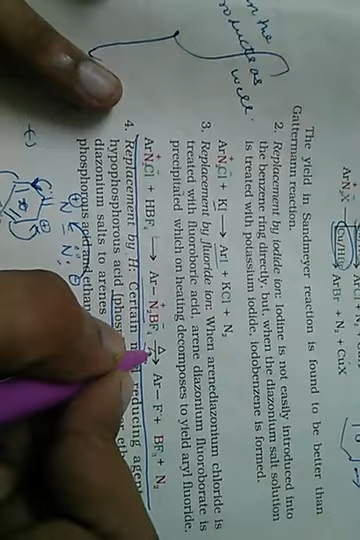 in the
products as
well.
ArN₂X Cu/HX ArBr + N₂ + CuX
The yield in Sandmeyer reaction is found to be better than
Gattermann reaction.
2. Replacement by iodide ion: Iodine is not easily introduced into
the benzene ring directly, but, when the diazonium salt solution
is treated with potassium iodide, iodobenzene is formed.
ArN₂Cl + KI ⟶ ArI + KCl + N₂
3. Replacement by fluoride ion: When arenediazonium chloride is
treated with fluoroboric acid, arene diazonium fluoroborate is
precipitated which on heating decomposes to yield aryl fluoride.
ArN₂Cl + HBF₄ ⟶ Ar–N₂BF₄ Δ⟶ Ar–F + BF₃ + N₂
4. Replacement by H: Certain reducing agen
hypophosphorous acid (phosp
diazonium salts to arenes
phosphorous acid and ethan
N ≡ N: